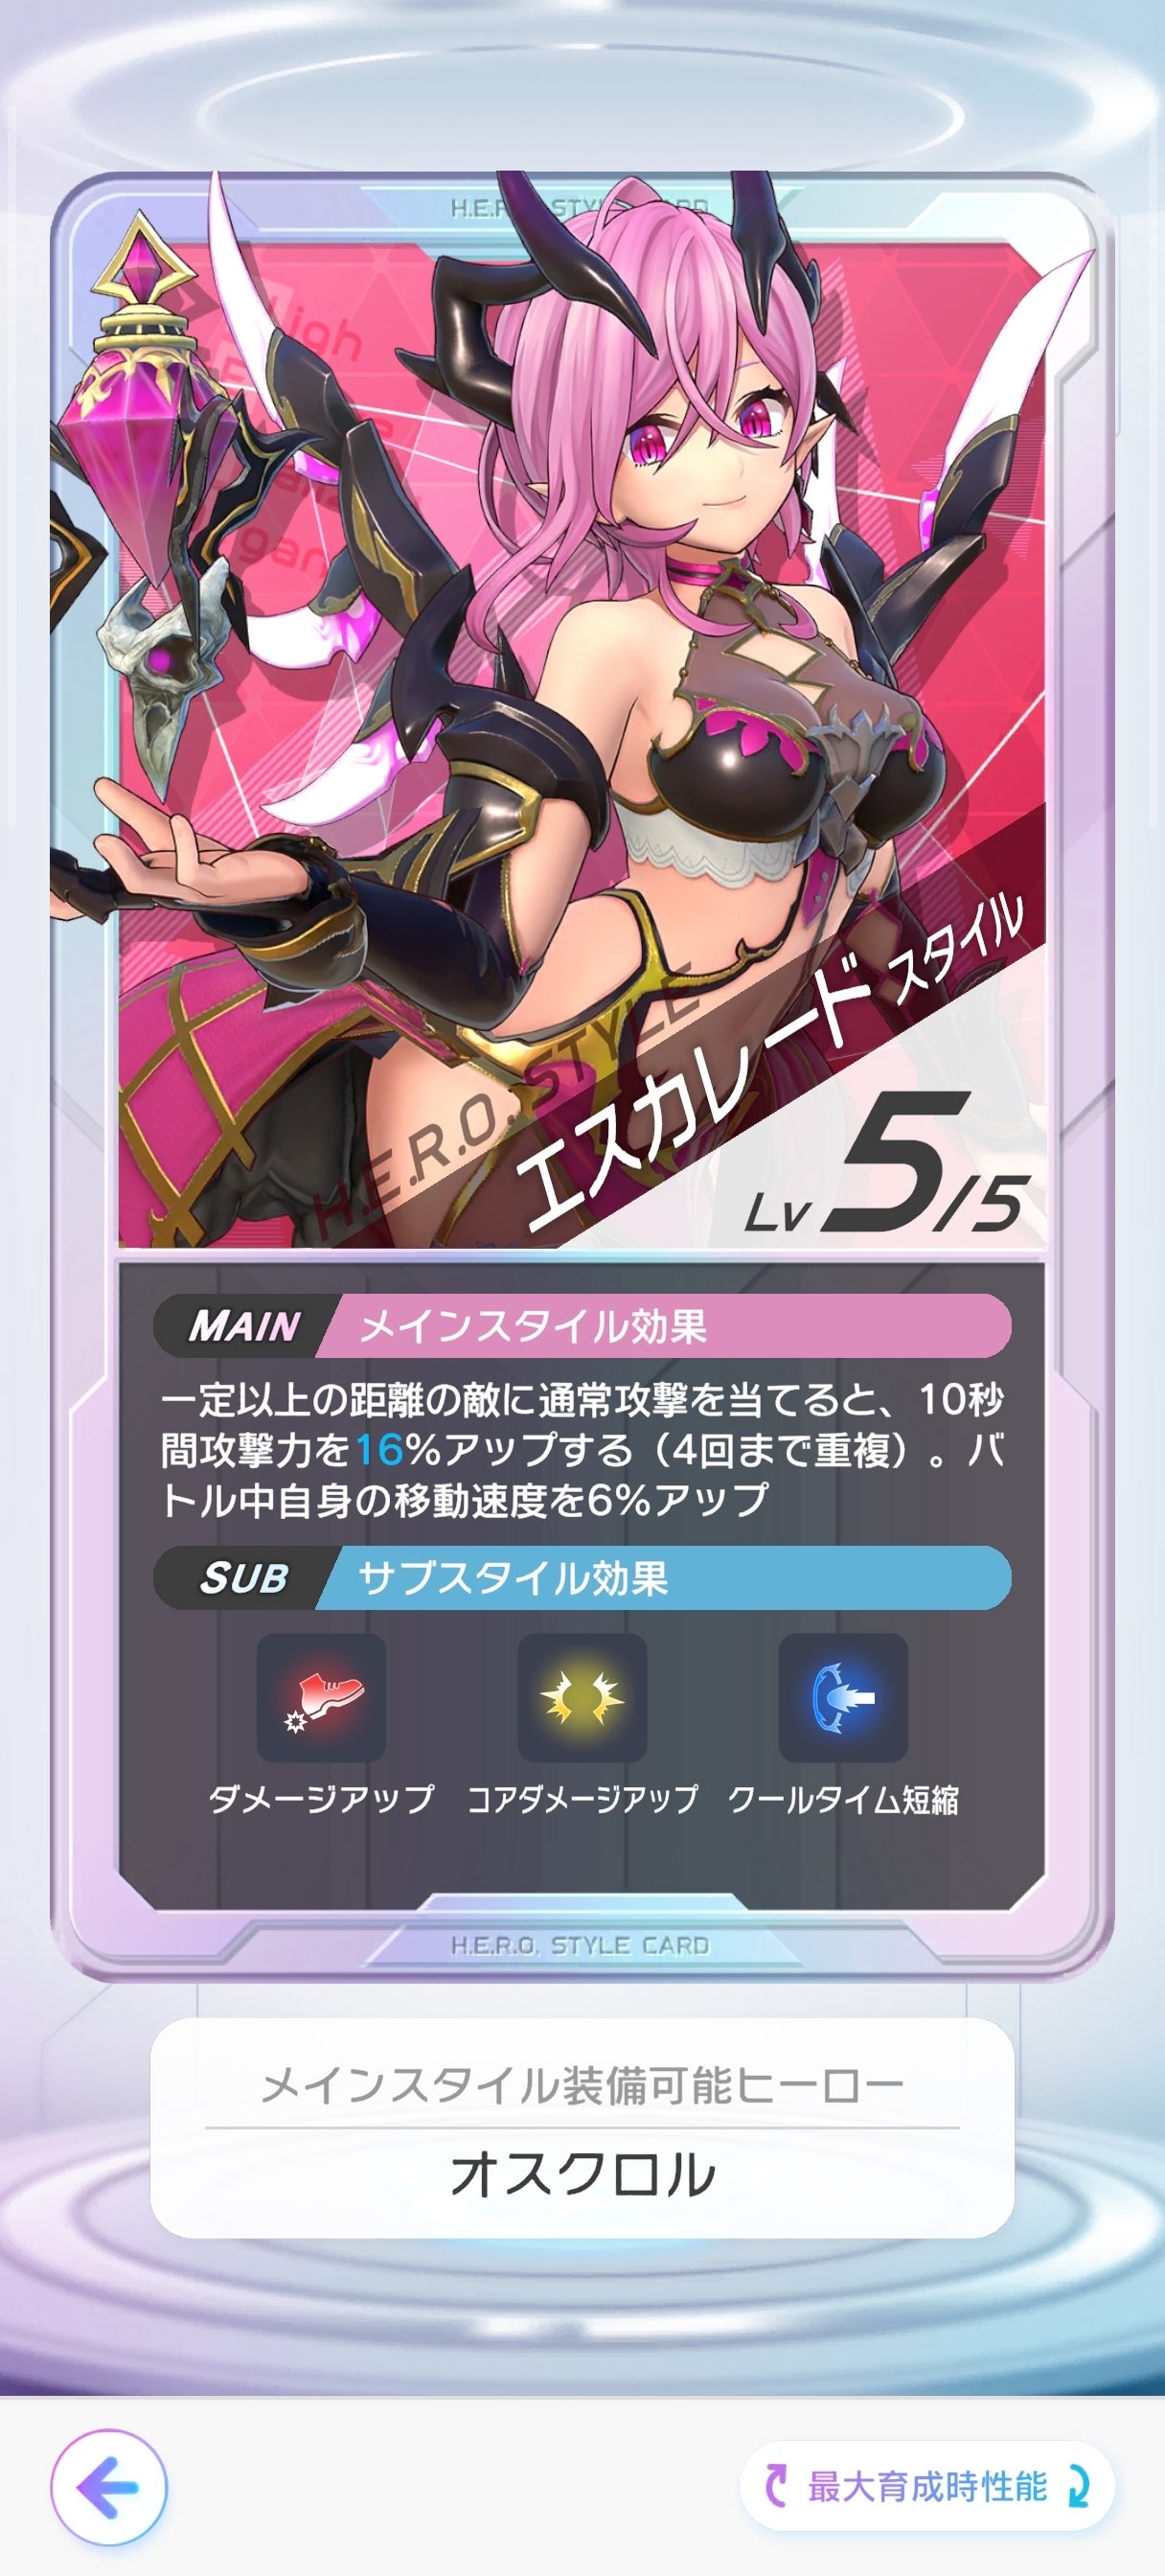 H.E.R.O. STYLE
エスカレード スタイル
Lv 5/5
MAIN メインスタイル効果
一定以上の距離の敵に通常攻撃を当てると、10秒
間攻撃力を16%アップする（4回まで重複）。バ
トル中自身の移動速度を6%アップ
SUB サブスタイル効果
ダメージアップ コアダメージアップ クールタイム短縮
H.E.R.O. STYLE CARD
メインスタイル装備可能ヒーロー
オスクロル
最大育成時性能